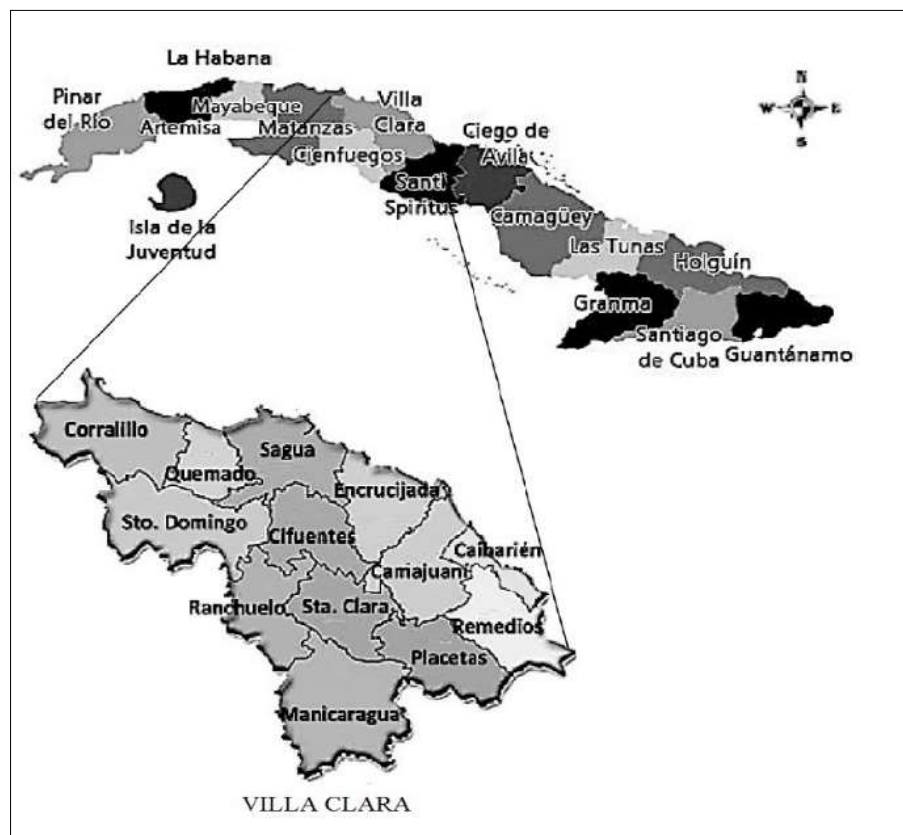 La Habana
Pinar
del Río
Artemisa
Mayabeque
Matanzas
Villa
Clara
Cienfuegos
Ciego de
Avila
Santi
Spiritus
Isla de la
Juventud
Camagüey
Las Tunas
Holguín
Granma
Santiago
de Cuba
Guantánamo
N
W
E
S
Corralillo
Quemado
Sagua
Encrucijada
Sto. Domingo
Cifuentes
Caibarién
Camajuani
Ranchuelo
Sta. Clara
Remedios
Placetas
Manicaragua
VILLA CLARA